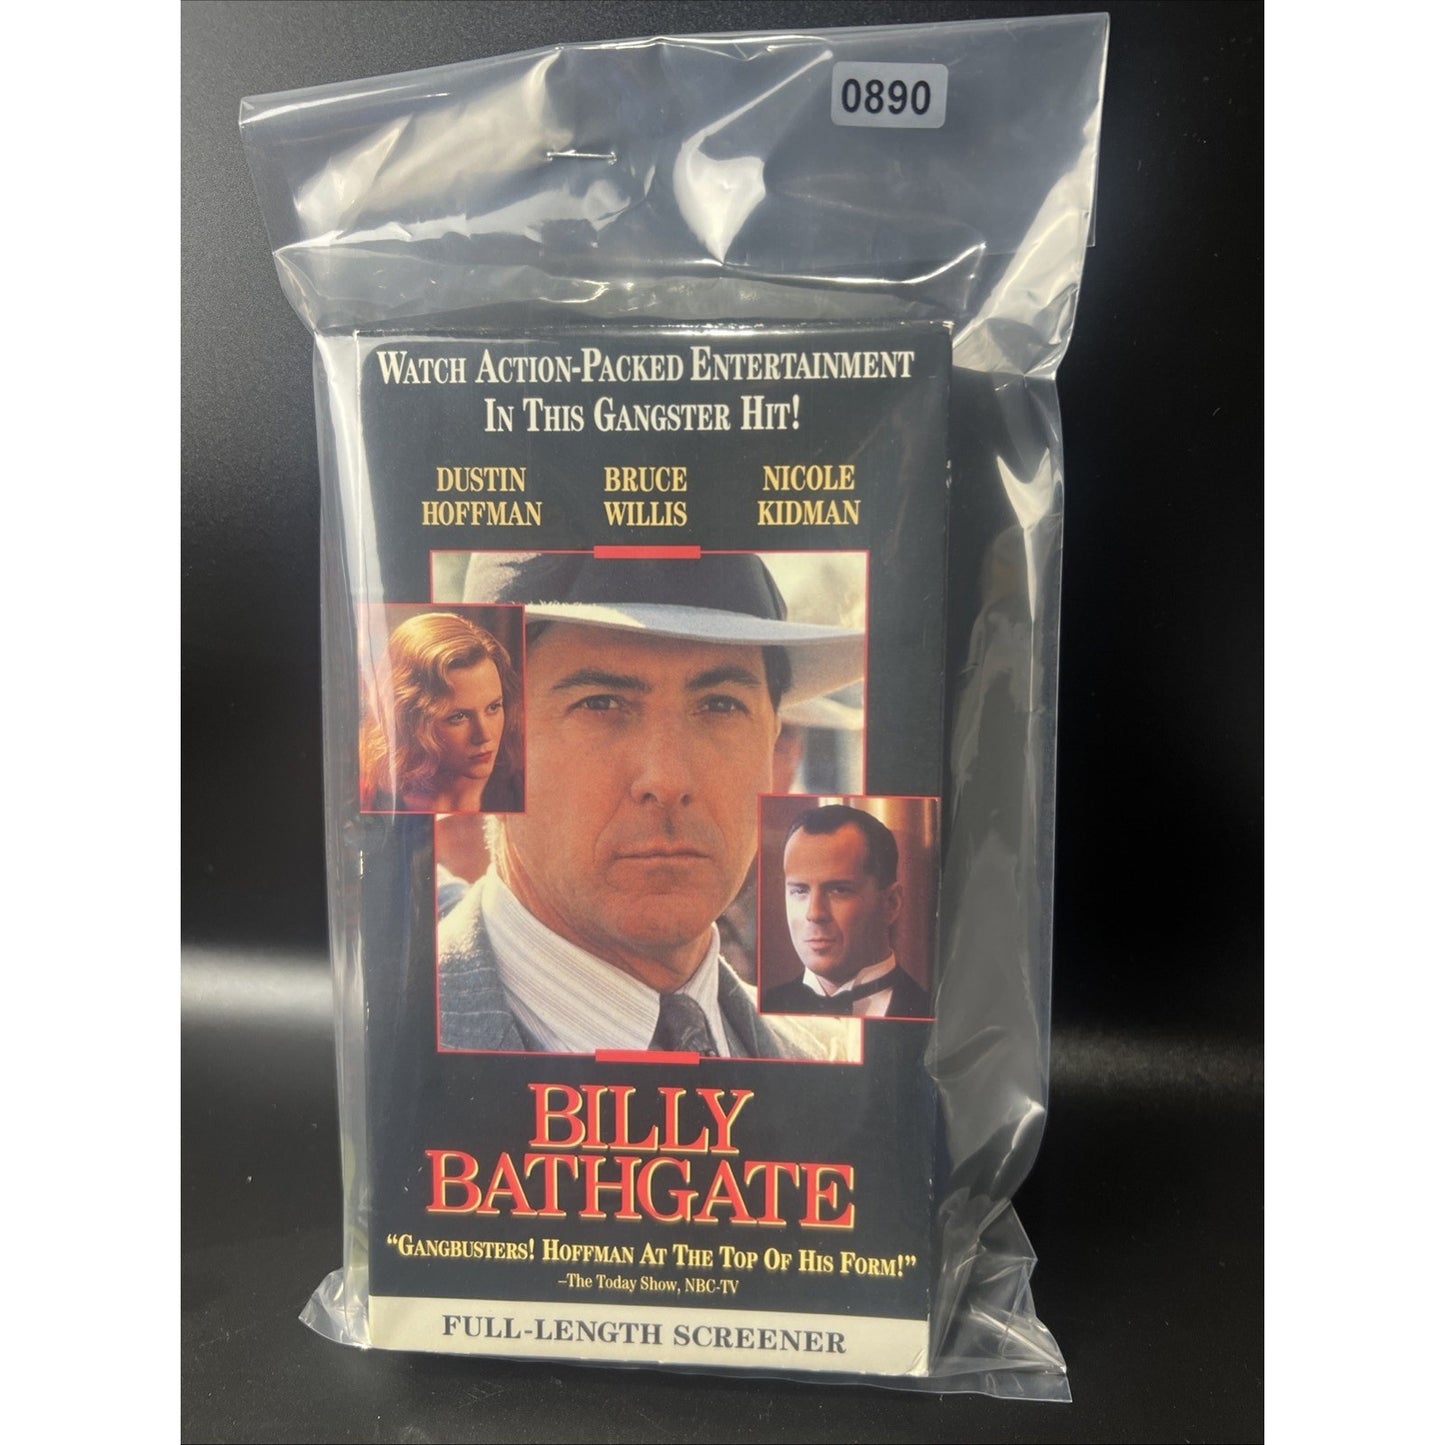 0890
WATCH ACTION-PACKED ENTERTAINMENT
IN THIS GANGSTER HIT!
DUSTIN HOFFMAN
BRUCE WILLIS
NICOLE KIDMAN
BILLY
BATHGATE
“GANGBUSTERS! HOFFMAN AT THE TOP OF HIS FORM!”
–The Today Show, NBC-TV
FULL-LENGTH SCREENER